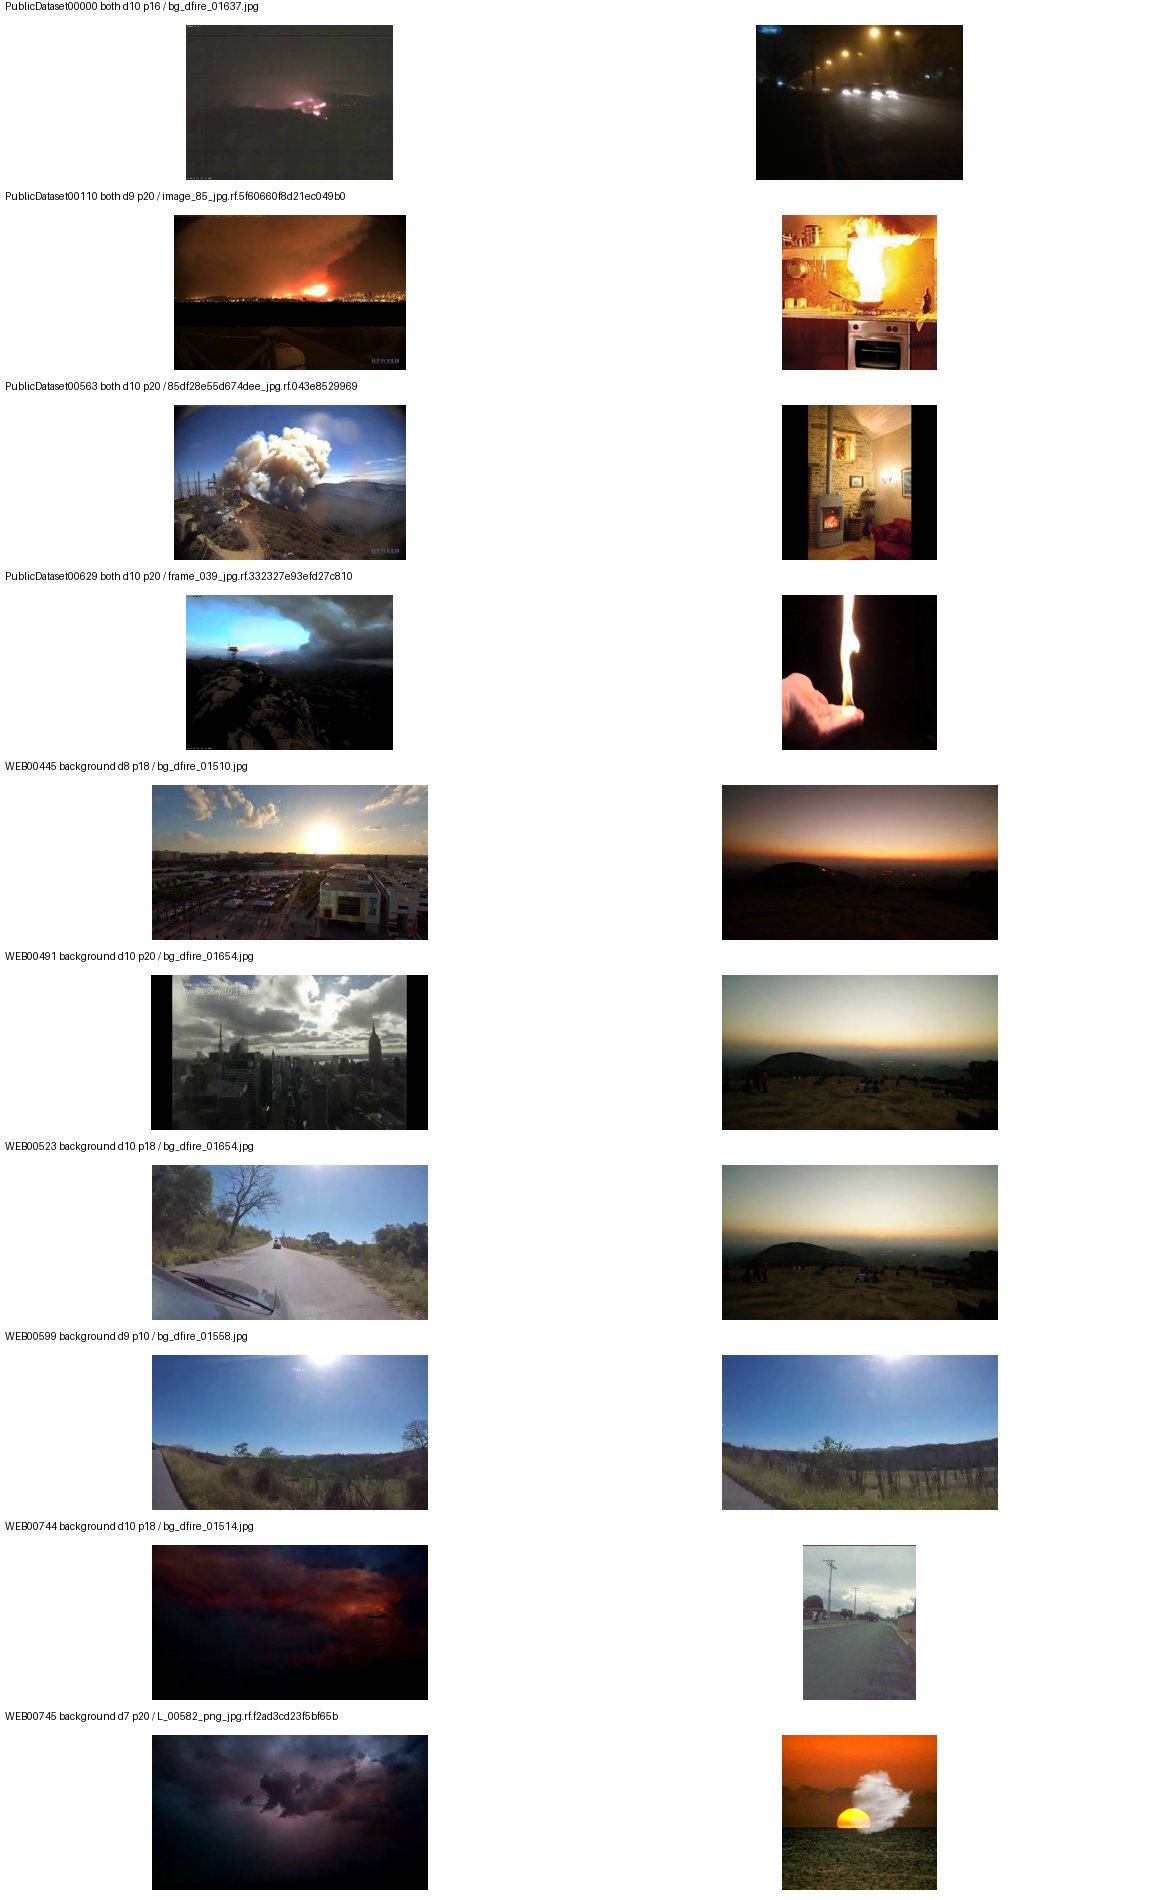 PublicDataset00000 both d10 p16 / bg_dfire_01637.jpg
PublicDataset00110 both d9 p20 / image_85_jpg.rf.5f60660f8d21ec049b0
HPWREN
PublicDataset00563 both d10 p20 / 85df28e55d674dee_jpg.rf.043e8529969
HPWREN
PublicDataset00629 both d10 p20 / frame_039_jpg.rf.332327e93efd27c810
WEB00445 background d8 p18 / bg_dfire_01510.jpg
WEB00491 background d10 p20 / bg_dfire_01654.jpg
Wednesday
WEB00523 background d10 p18 / bg_dfire_01654.jpg
WEB00599 background d9 p10 / bg_dfire_01558.jpg
WEB00744 background d10 p18 / bg_dfire_01514.jpg
WEB00745 background d7 p20 / L_00582_png_jpg.rf.f2ad3cd23f5bf65b